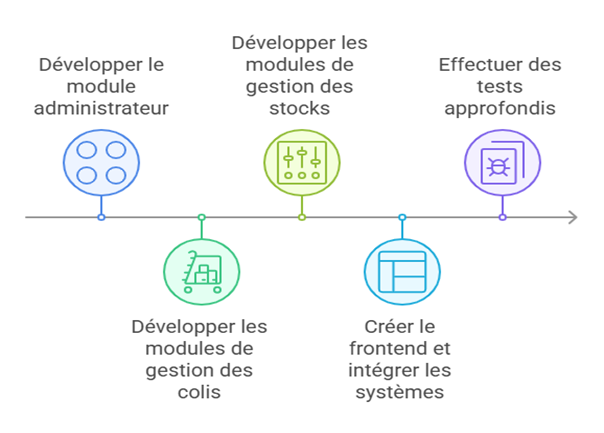 Développer le
module
administrateur
Développer les
modules de
gestion des
colis
Développer les
modules de
gestion des
stocks
Créer le
frontend et
intégrer les
systèmes
Effectuer des
tests
approfondis